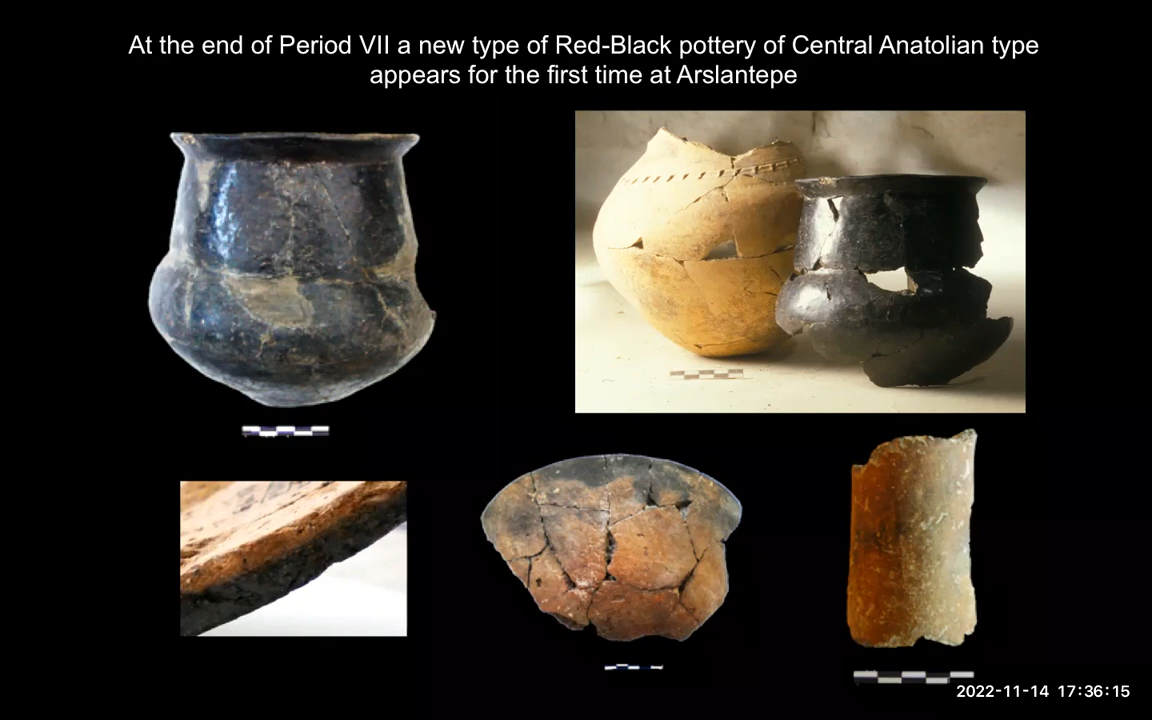 At the end of Period VII a new type of Red-Black pottery of Central Anatolian type
appears for the first time at Arslantepe
2022-11-14 17:36:15